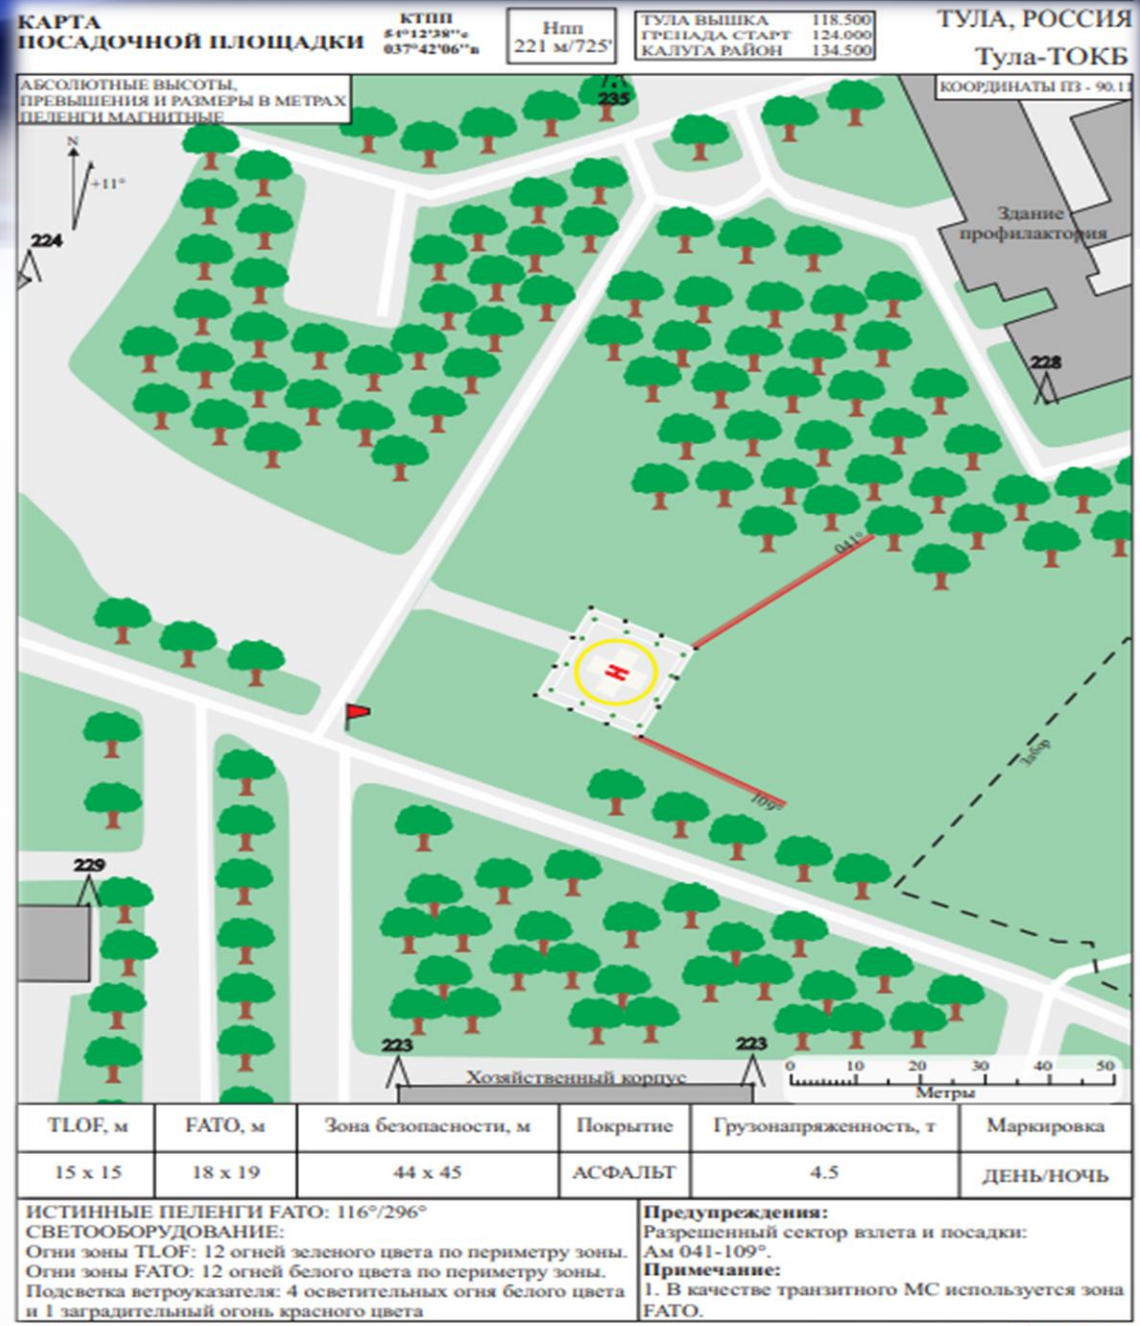 КАРТА
ПОСАДОЧНОЙ ПЛОЩАДКИ
КТПП
54°12'38"с
037°42'06"в
Нпп
221 м/725'
ТУЛА ВЫШКА 118.500
ГРЕНАДА СТАРТ 124.000
КАЛУГА РАЙОН 134.500
ТУЛА, РОССИЯ
Тула-ТОКБ
АБСОЛЮТНЫЕ ВЫСОТЫ,
ПРЕВЫШЕНИЯ И РАЗМЕРЫ В МЕТРАХ
ПЕЛЕНГИ МАГНИТНЫЕ
КООРДИНАТЫ ПЗ - 90.11
235
N
+11°
224
Здание
профилактория
228
041°
H
Забор
109°
229
223
223
Хозяйственный корпус
0 10 20 30 40 50
Метры
TLOF, м FATO, м Зона безопасности, м Покрытие Грузонапряженность, т Маркировка
15 x 15 18 x 19 44 x 45 АСФАЛЬТ 4.5 ДЕНЬ/НОЧЬ
ИСТИННЫЕ ПЕЛЕНГИ FATO: 116°/296°
СВЕТООБОРУДОВАНИЕ:
Огни зоны TLOF: 12 огней зеленого цвета по периметру зоны.
Огни зоны FATO: 12 огней белого цвета по периметру зоны.
Подсветка ветроуказателя: 4 осветительных огня белого цвета
и 1 заградительный огонь красного цвета
Предупреждения:
Разрешенный сектор взлета и посадки:
Ам 041-109°.
Примечание:
1. В качестве транзитного МС используется зона
FATO.